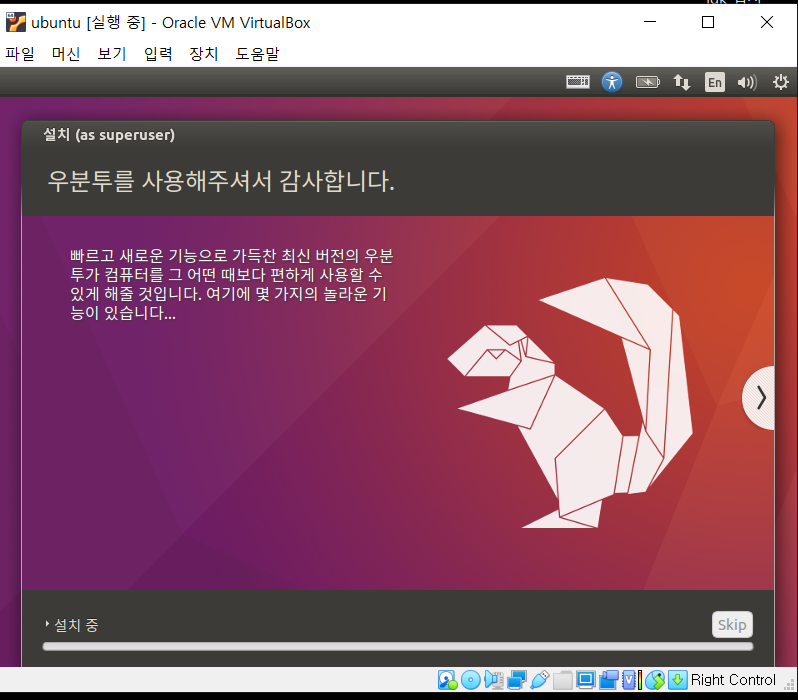 ubuntu [실행 중] - Oracle VM VirtualBox
파일 머신 보기 입력 장치 도움말
En
설치 (as superuser)
우분투를 사용해주셔서 감사합니다.
빠르고 새로운 기능으로 가득찬 최신 버전의 우분
투가 컴퓨터를 그 어떤 때보다 편하게 사용할 수
있게 해줄 것입니다. 여기에 몇 가지의 놀라운 기
능이 있습니다...
설치 중
Skip
Right Control